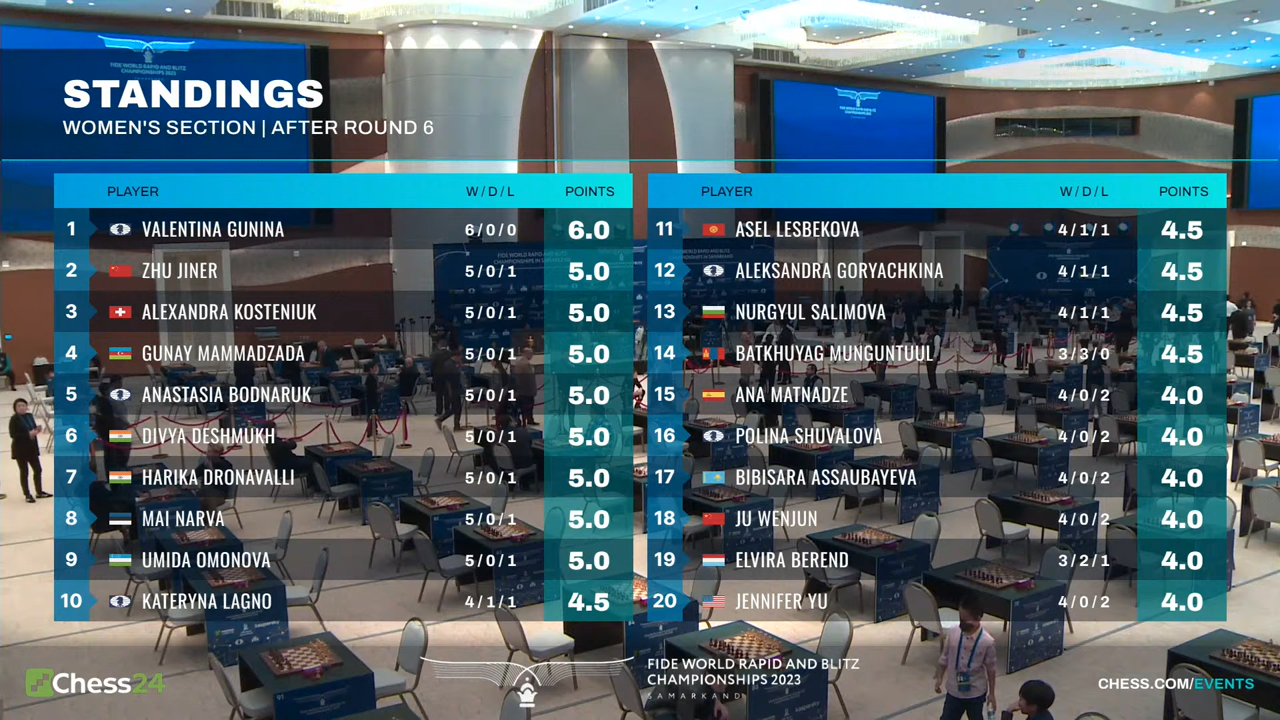 STANDINGS
WOMEN'S SECTION | AFTER ROUND 6
PLAYER W / D / L POINTS
1 VALENTINA GUNINA 6 / 0 / 0 6.0
2 ZHU JINER 5 / 0 / 1 5.0
3 ALEXANDRA KOSTENIUK 5 / 0 / 1 5.0
4 GUNAY MAMMADZADA 5 / 0 / 1 5.0
5 ANASTASIA BODNARUK 5 / 0 / 1 5.0
6 DIVYA DESHMUKH 5 / 0 / 1 5.0
7 HARIKA DRONAVALLI 5 / 0 / 1 5.0
8 MAI NARVA 5 / 0 / 1 5.0
9 UMIDA OMONOVA 5 / 0 / 1 5.0
10 KATERYNA LAGNO 4 / 1 / 1 4.5
PLAYER W / D / L POINTS
11 ASEL LESBEKOVA 4 / 1 / 1 4.5
12 ALEKSANDRA GORYACHKINA 4 / 1 / 1 4.5
13 NURGYUL SALIMOVA 4 / 1 / 1 4.5
14 BATKHUYAG MUNGUNTUUL 3 / 3 / 0 4.5
15 ANA MATNADZE 4 / 0 / 2 4.0
16 POLINA SHUVALOVA 4 / 0 / 2 4.0
17 BIBISARA ASSAUBAYEVA 4 / 0 / 2 4.0
18 JU WENJUN 4 / 0 / 2 4.0
19 ELVIRA BEREND 3 / 2 / 1 4.0
20 JENNIFER YU 4 / 0 / 2 4.0
Chess24
FIDE WORLD RAPID AND BLITZ
CHAMPIONSHIPS 2023
SAMARKAND
CHESS.COM/EVENTS
FIDE WORLD RAPID AND BLITZ
CHAMPIONSHIPS 2023